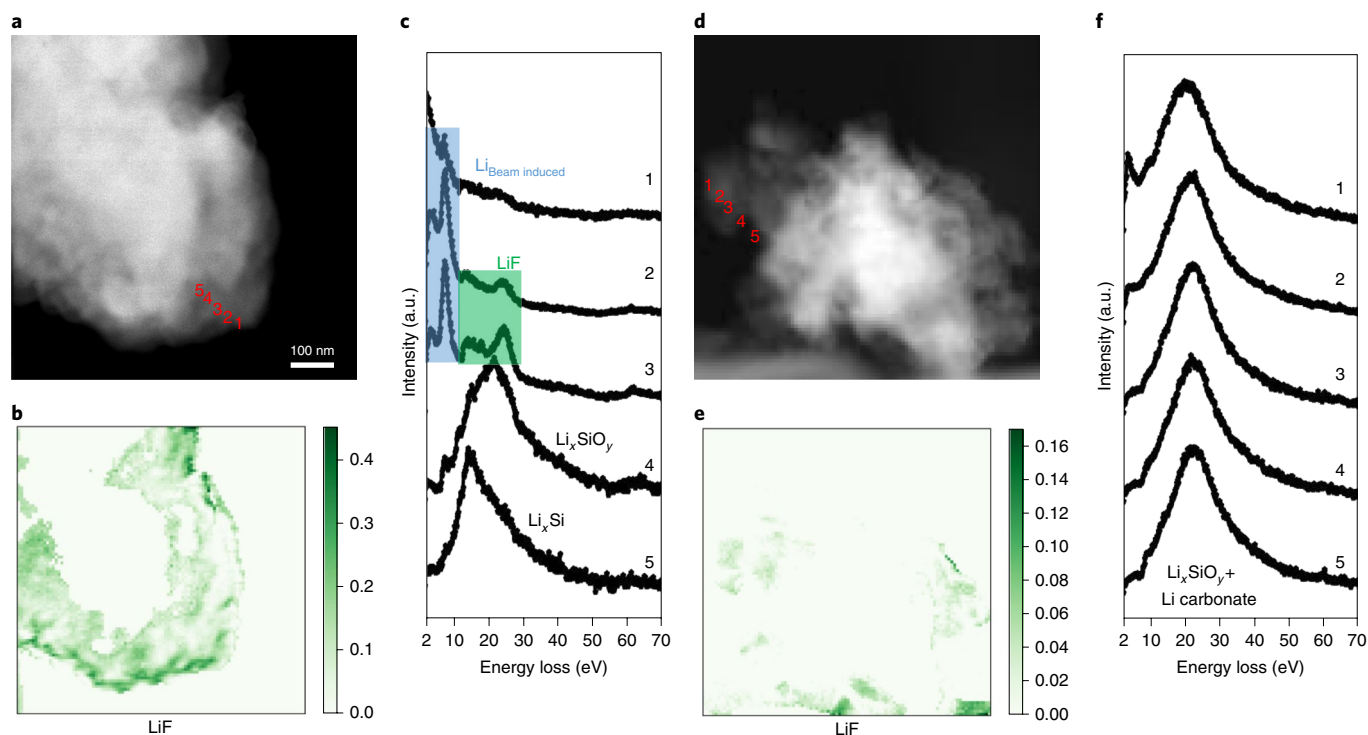 a
5
4
3
2
1
100 nm
b
0.4
0.3
0.2
0.1
0.0
LiF
c
Intensity (a.u.)
Li Beam induced
1
LiF
2
3
LixSiOy
4
LixSi
5
2 10 20 30 40 50 60 70
Energy loss (eV)
d
1
2
3
4
5
e
0.16
0.14
0.12
0.10
0.08
0.06
0.04
0.02
0.00
LiF
f
Intensity (a.u.)
1
2
3
4
5
LixSiOy+
Li carbonate
2 10 20 30 40 50 60 70
Energy loss (eV)